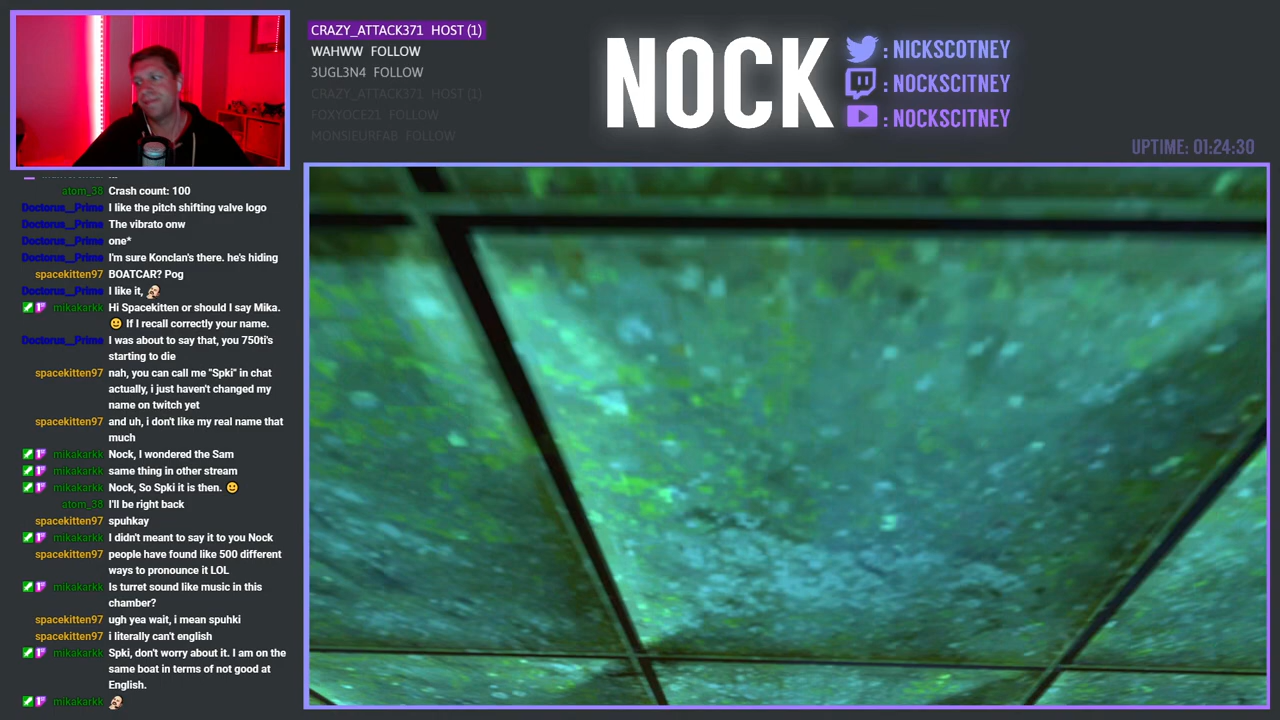 CRAZY_ATTACK371 HOST (1)
WAHWW FOLLOW
3UGL3N4 FOLLOW
CRAZY_ATTACK371 HOST (1)
FOXYOCE21 FOLLOW
MONSIEURFAB FOLLOW
NOCK
: NICKSCOTNEY
: NOCKSCITNEY
: NOCKSCITNEY
UPTIME: 01:24:30
atom_38 Crash count: 100
Doctorus__Prime I like the pitch shifting valve logo
Doctorus__Prime The vibrato onw
Doctorus__Prime one*
Doctorus__Prime I'm sure Konclan's there. he's hiding
spacekitten97 BOATCAR? Pog
Doctorus__Prime I like it,
mikakarkk Hi Spacekitten or should I say Mika.
If I recall correctly your name.
Doctorus__Prime I was about to say that, you 750ti's
starting to die
spacekitten97 nah, you can call me "Spki" in chat
actually, i just haven't changed my
name on twitch yet
spacekitten97 and uh, i don't like my real name that
much
mikakarkk Nock, I wondered the Sam
mikakarkk same thing in other stream
mikakarkk Nock, So Spki it is then.
atom_38 I'll be right back
spacekitten97 spuhkay
mikakarkk I didn't meant to say it to you Nock
spacekitten97 people have found like 500 different
ways to pronounce it LOL
mikakarkk Is turret sound like music in this
chamber?
spacekitten97 ugh yea wait, i mean spuhki
spacekitten97 i literally can't english
mikakarkk Spki, don't worry about it. I am on the
same boat in terms of not good at
English.
mikakarkk